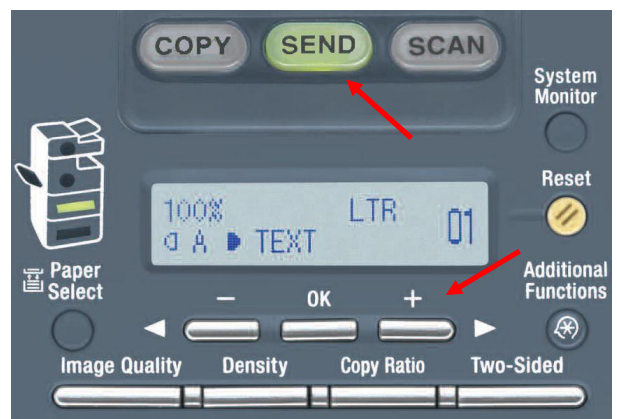 COPY SEND SCAN
System
Monitor
Reset
100% LTR
A TEXT 01
Paper
Select
Additional
Functions
− OK +
Image Quality Density Copy Ratio Two-Sided